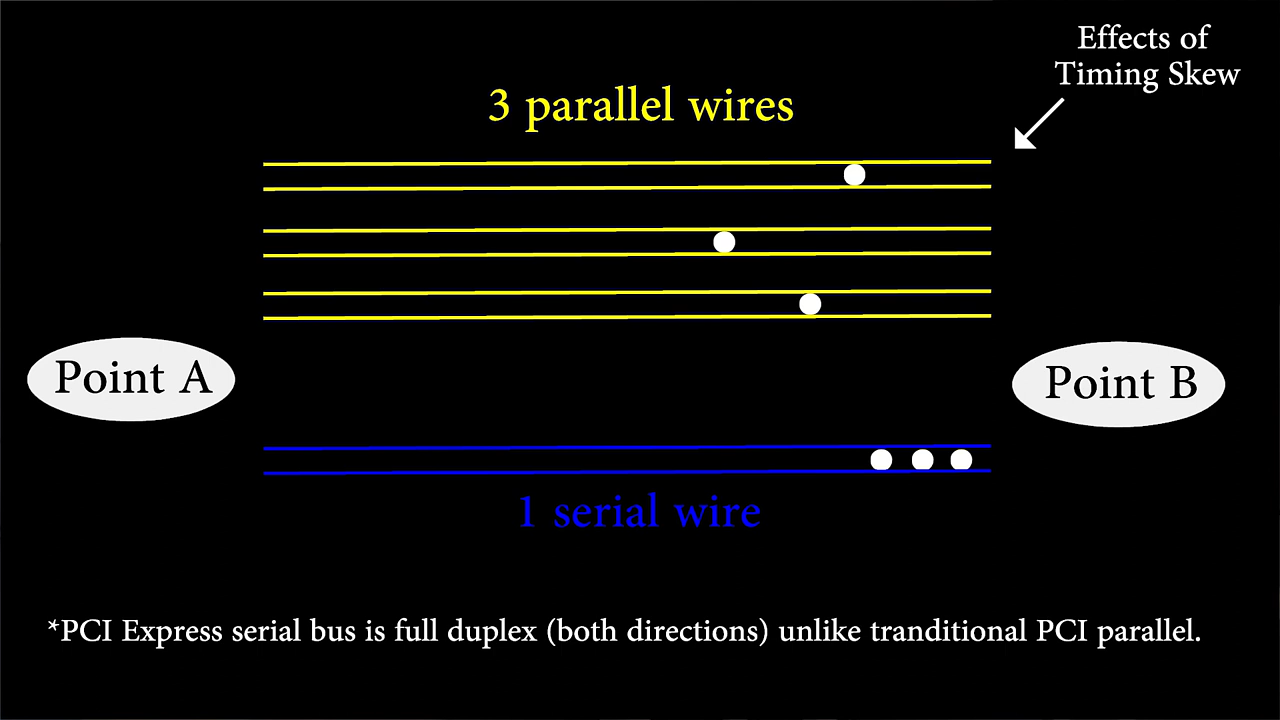 Effects of
Timing Skew
3 parallel wires
Point A
Point B
1 serial wire
*PCI Express serial bus is full duplex (both directions) unlike tranditional PCI parallel.